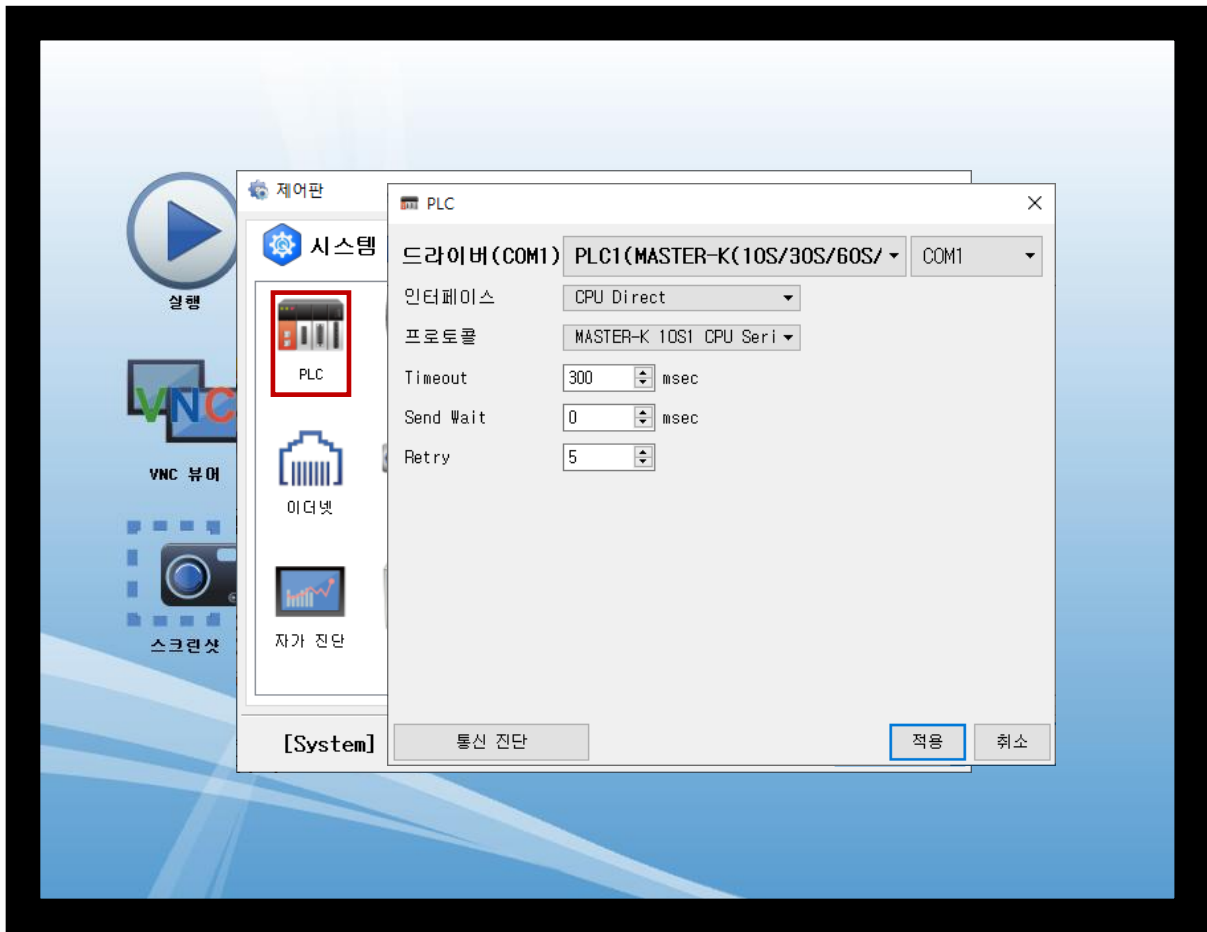 실행
VNC
VNC 뷰어
스크린샷
제어판
시스템
PLC
이더넷
자가 진단
[System]
PLC
드라이버(COM1) PLC1(MASTER-K(10S/30S/60S/ COM1
인터페이스 CPU Direct
프로토콜 MASTER-K 10S1 CPU Seri
Timeout 300 msec
Send Wait 0 msec
Retry 5
통신 진단 적용 취소